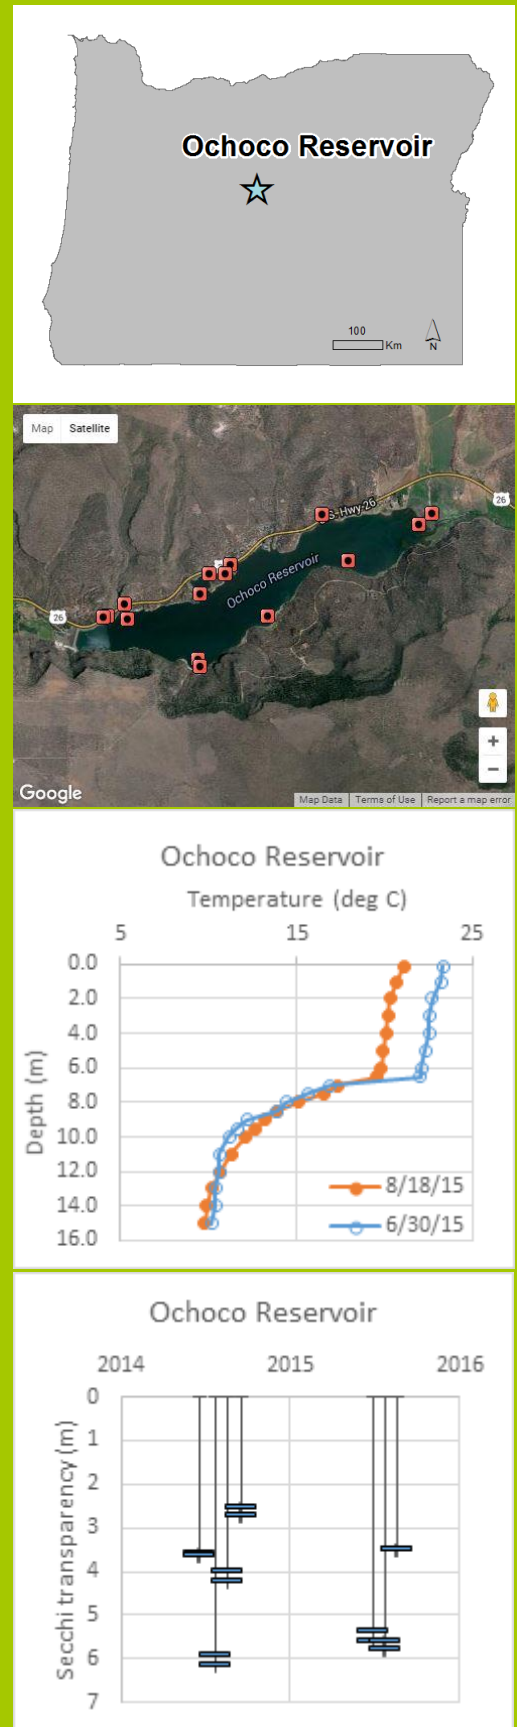 Ochoco Reservoir
100
Km
N
Map Satellite
26
US-Hwy-26
Ochoco Reservoir
26
Google
Map Data Terms of Use Report a map error
Ochoco Reservoir
Temperature (deg C)
5 15 25
0.0
2.0
4.0
6.0
8.0
10.0
12.0
14.0
16.0
Depth (m)
8/18/15
6/30/15
Ochoco Reservoir
2014 2015 2016
0
1
2
3
4
5
6
7
Secchi transparency (m)